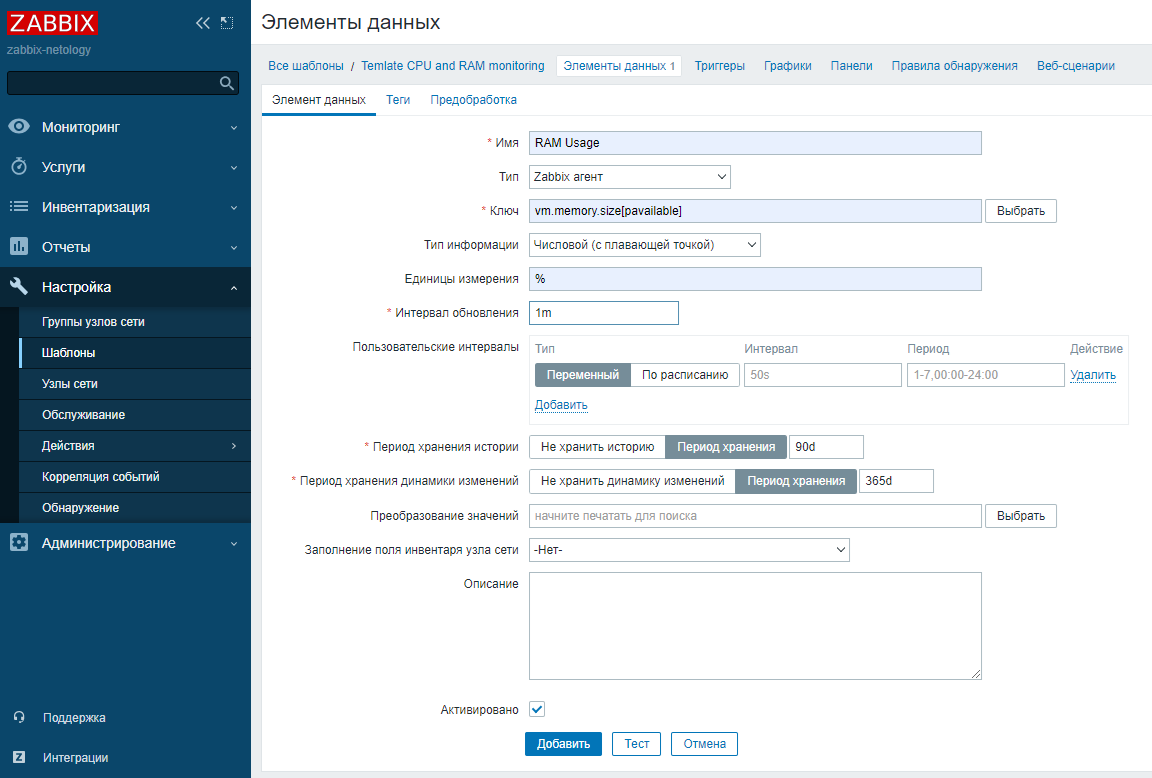 ZABBIX
zabbix-netology
Мониторинг
Услуги
Инвентаризация
Отчеты
Настройка
Группы узлов сети
Шаблоны
Узлы сети
Обслуживание
Действия
Корреляция событий
Обнаружение
Администрирование
Поддержка
Z Интеграции
Элементы данных
Все шаблоны / Temlate CPU and RAM monitoring Элементы данных 1 Триггеры Графики Панели Правила обнаружения Веб-сценарии
Элемент данных Теги Предобработка
* Имя RAM Usage
Тип Zabbix агент
* Ключ vm.memory.size[pavailable] Выбрать
Тип информации Числовой (с плавающей точкой)
Единицы измерения %
* Интервал обновления 1m
Пользовательские интервалы Тип Интервал Период Действие
Переменный По расписанию 50s 1-7,00:00-24:00 Удалить
Добавить
* Период хранения истории Не хранить историю Период хранения 90d
* Период хранения динамики изменений Не хранить динамику изменений Период хранения 365d
Преобразование значений начните печатать для поиска Выбрать
Заполнение поля инвентаря узла сети -Нет-
Описание
Активировано
Добавить Тест Отмена